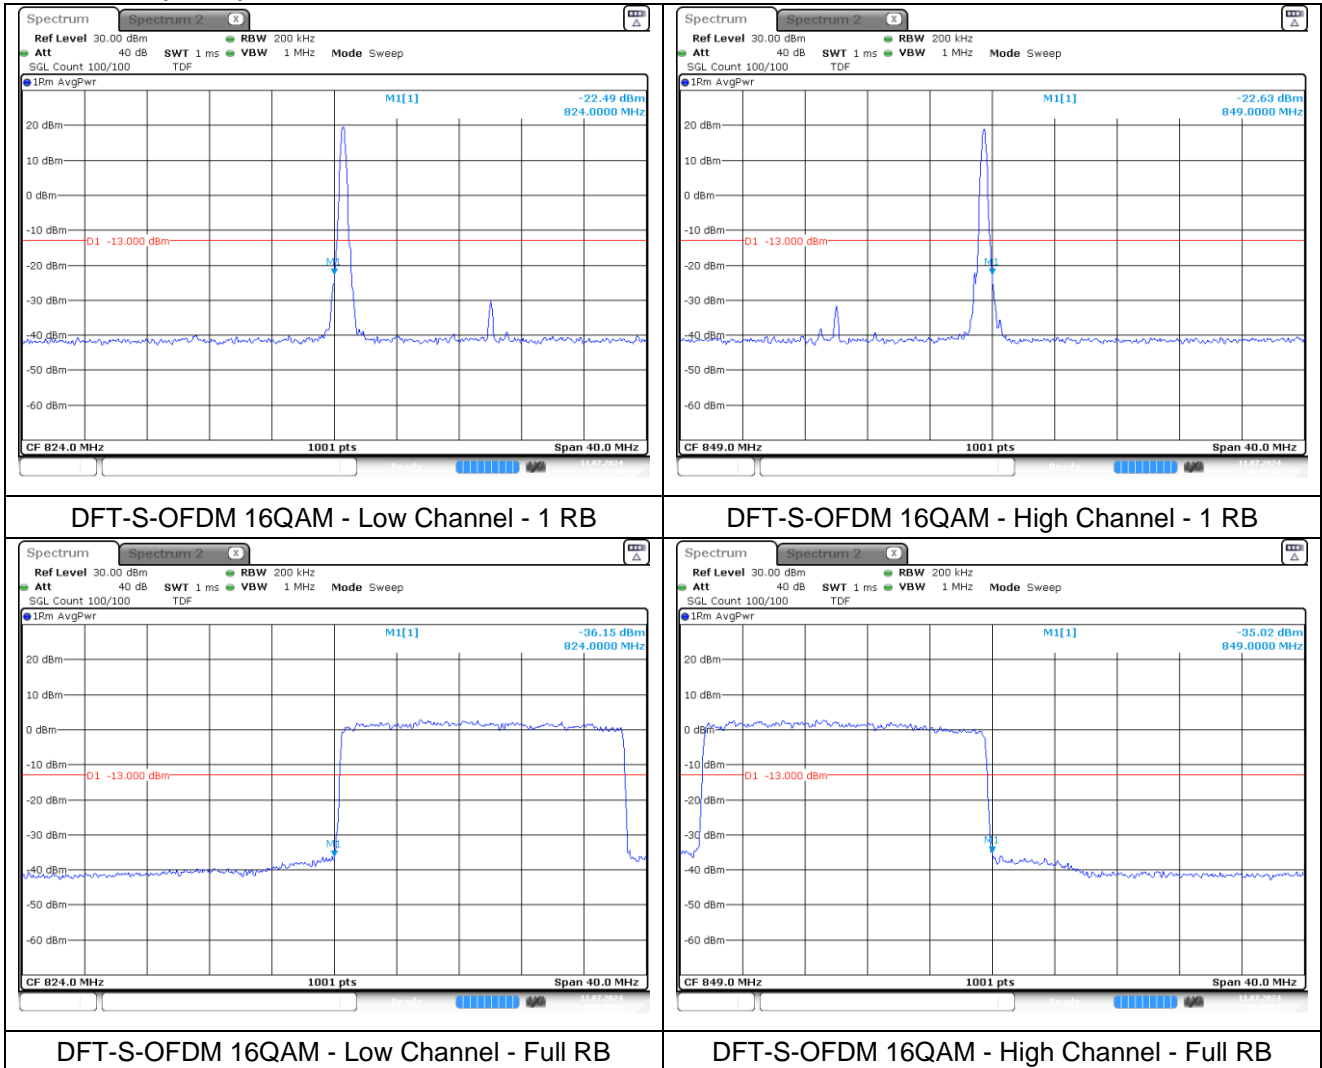 Spectrum Spectrum 2 X
Ref Level 30.00 dBm RBW 200 kHz
Att 40 dB SWT 1 ms VBW 1 MHz Mode Sweep
SGL Count 100/100 TDF
1Rm AvgPwr
M1[1] -22.49 dBm
824.0000 MHz
20 dBm
10 dBm
0 dBm
-10 dBm
D1 -13.000 dBm
-20 dBm
M1
-30 dBm
-40 dBm
-50 dBm
-60 dBm
CF 824.0 MHz 1001 pts Span 40.0 MHz
Ready 11.07.2024
DFT-S-OFDM 16QAM - Low Channel - 1 RB
Spectrum Spectrum 2 X
Ref Level 30.00 dBm RBW 200 kHz
Att 40 dB SWT 1 ms VBW 1 MHz Mode Sweep
SGL Count 100/100 TDF
1Rm AvgPwr
M1[1] -22.63 dBm
849.0000 MHz
20 dBm
10 dBm
0 dBm
-10 dBm
D1 -13.000 dBm
-20 dBm
M1
-30 dBm
-40 dBm
-50 dBm
-60 dBm
CF 849.0 MHz 1001 pts Span 40.0 MHz
Ready 11.07.2024
DFT-S-OFDM 16QAM - High Channel - 1 RB
Spectrum Spectrum 2 X
Ref Level 30.00 dBm RBW 200 kHz
Att 40 dB SWT 1 ms VBW 1 MHz Mode Sweep
SGL Count 100/100 TDF
1Rm AvgPwr
M1[1] -36.15 dBm
824.0000 MHz
20 dBm
10 dBm
0 dBm
-10 dBm
D1 -13.000 dBm
-20 dBm
-30 dBm
M1
-40 dBm
-50 dBm
-60 dBm
CF 824.0 MHz 1001 pts Span 40.0 MHz
Ready 11.07.2024
DFT-S-OFDM 16QAM - Low Channel - Full RB
Spectrum Spectrum 2 X
Ref Level 30.00 dBm RBW 200 kHz
Att 40 dB SWT 1 ms VBW 1 MHz Mode Sweep
SGL Count 100/100 TDF
1Rm AvgPwr
M1[1] -35.02 dBm
849.0000 MHz
20 dBm
10 dBm
0 dBm
-10 dBm
D1 -13.000 dBm
-20 dBm
-30 dBm
M1
-40 dBm
-50 dBm
-60 dBm
CF 849.0 MHz 1001 pts Span 40.0 MHz
Ready 11.07.2024
DFT-S-OFDM 16QAM - High Channel - Full RB